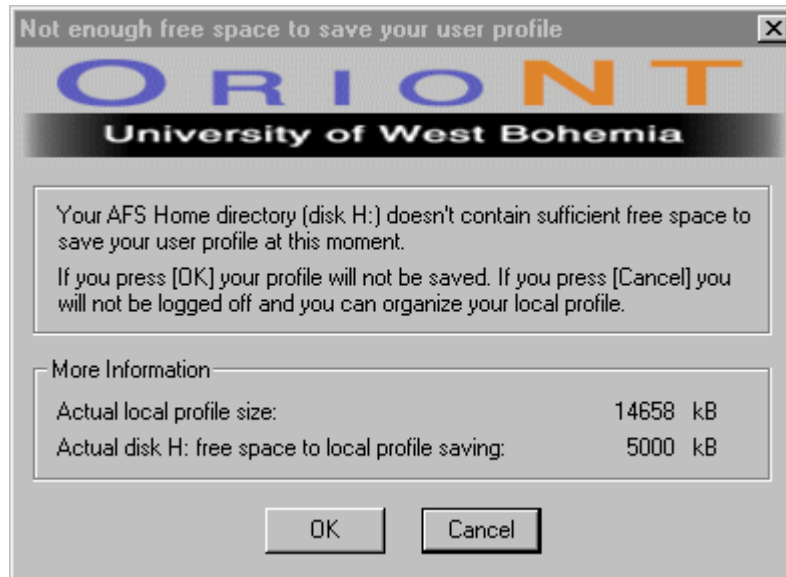 Not enough free space to save your user profile
ORIONT
University of West Bohemia
Your AFS Home directory (disk H:) doesn't contain sufficient free space to
save your user profile at this moment.
If you press [OK] your profile will not be saved. If you press [Cancel] you
will not be logged off and you can organize your local profile.
More Information
Actual local profile size: 14658 kB
Actual disk H: free space to local profile saving: 5000 kB
OK Cancel